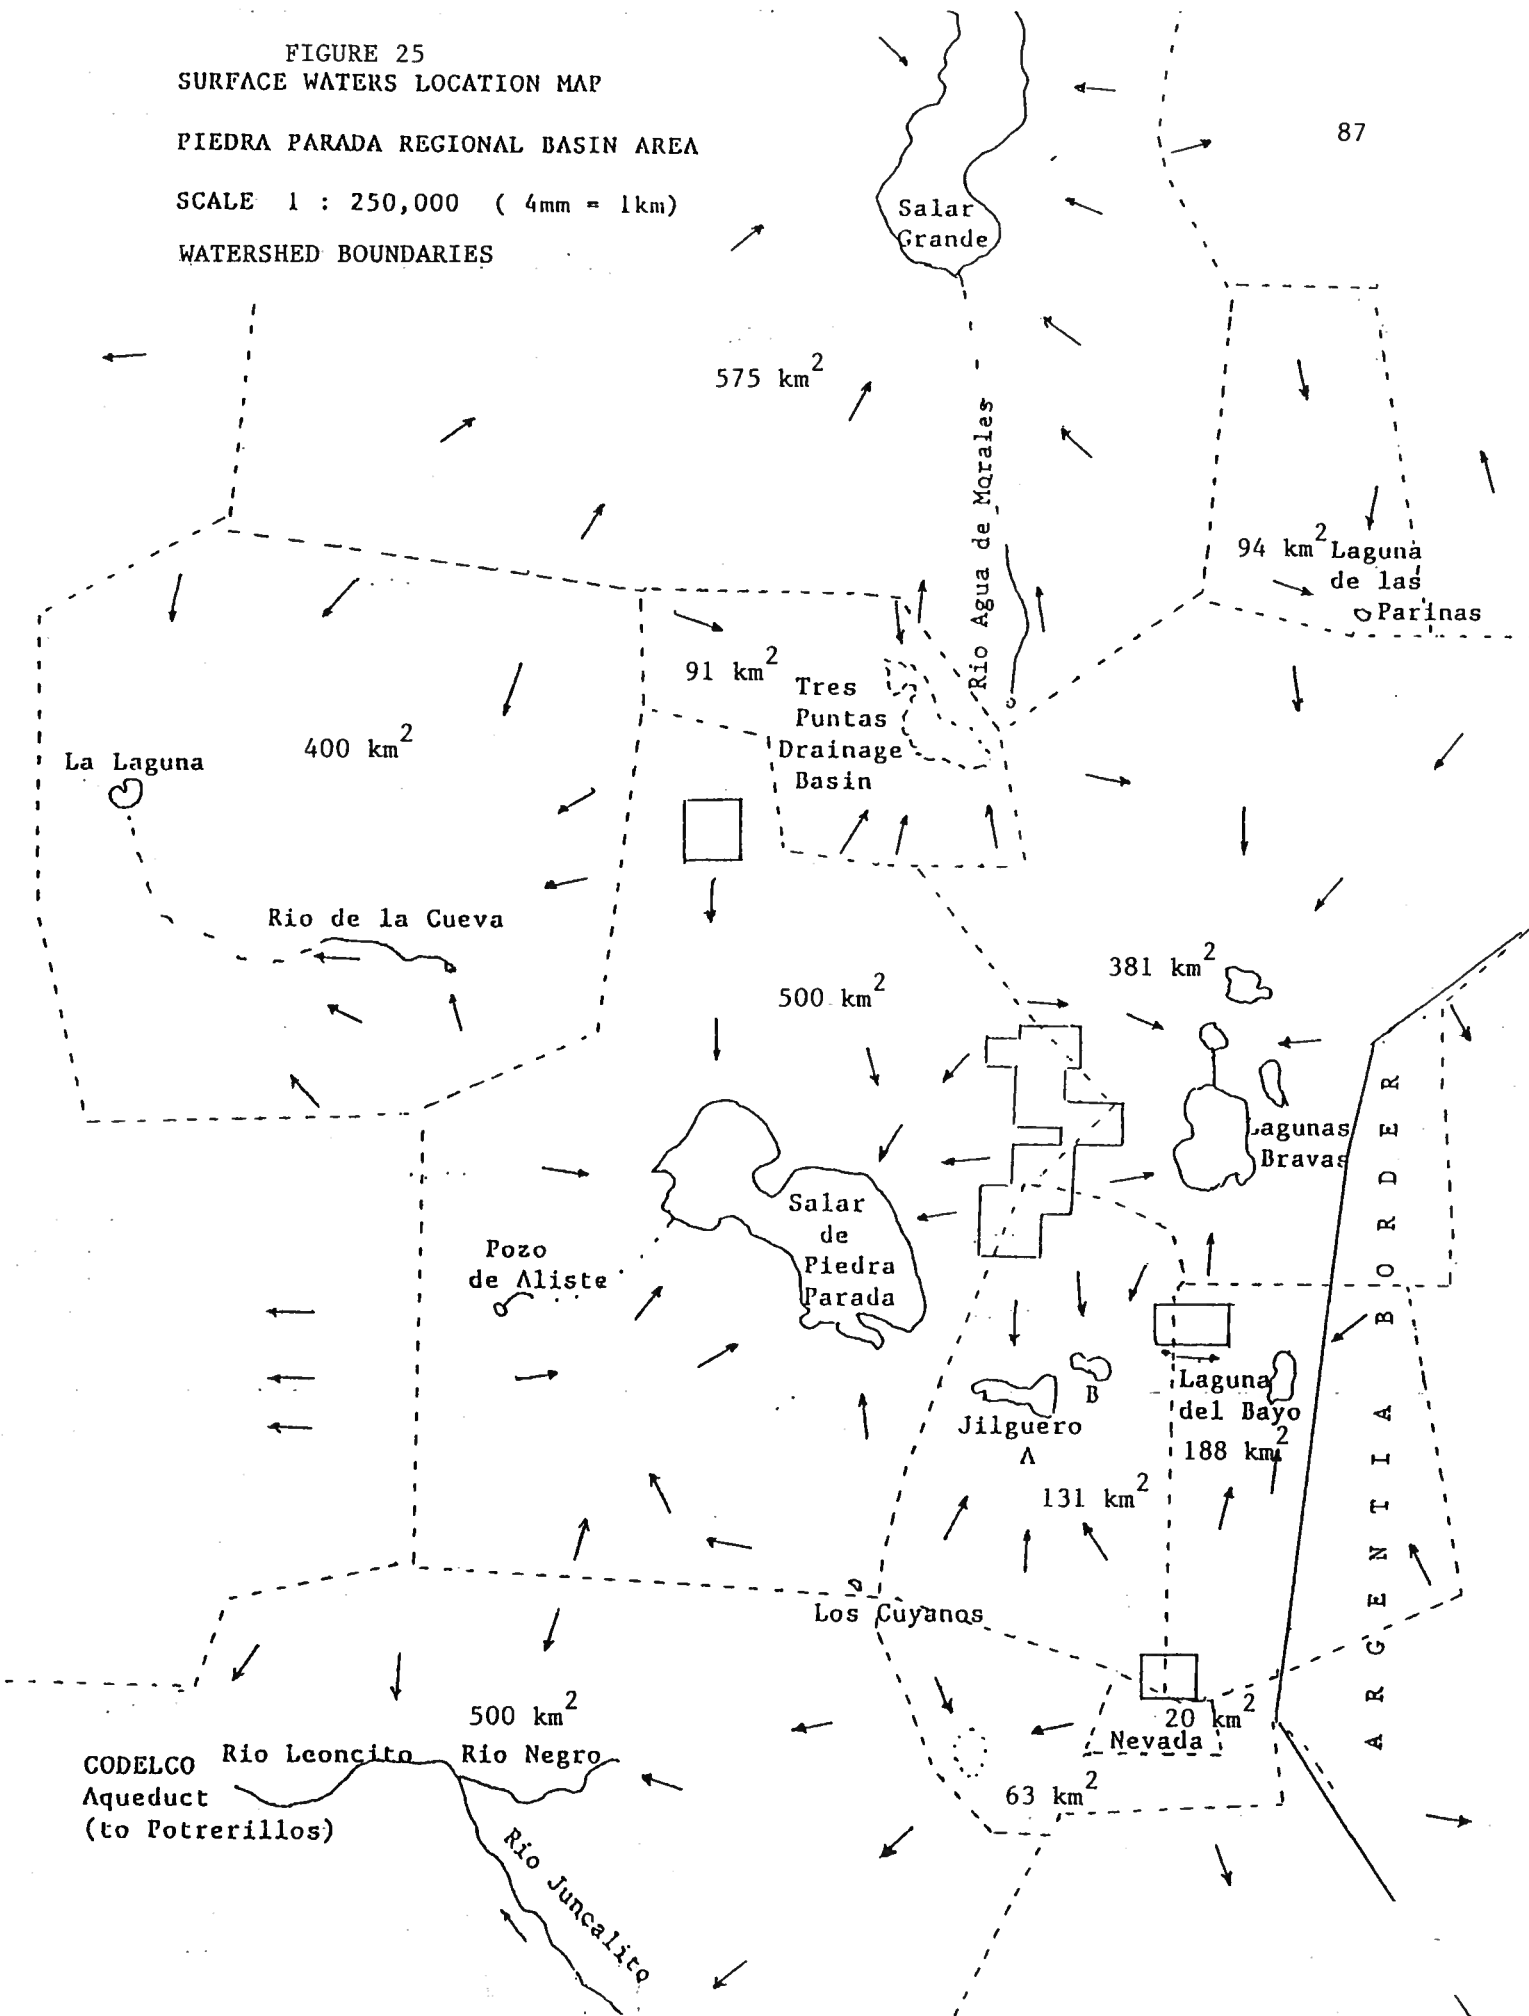 FIGURE 25
SURFACE WATERS LOCATION MAP
PIEDRA PARADA REGIONAL BASIN AREA
SCALE 1 : 250,000 ( 4mm = 1km)
WATERSHED BOUNDARIES
87
Salar
Grande
575 km²
Rio Agua de Morales
94 km² Laguna
de las
Parinas
91 km²
Tres
Puntas
Drainage
Basin
400 km²
La Laguna
Rio de la Cueva
381 km²
500 km²
Lagunas
Bravas
Salar
de
Piedra
Parada
Pozo
de Aliste
B
Jilguero
A
Laguna
del Bayo
188 km²
131 km²
ARGENTIA BORDER
Los Cuyanos
500 km²
20 km²
Nevada
63 km²
CODELCO
Aqueduct
(to Potrerillos)
Rio Leoncito
Rio Negro
Rio Juncalito